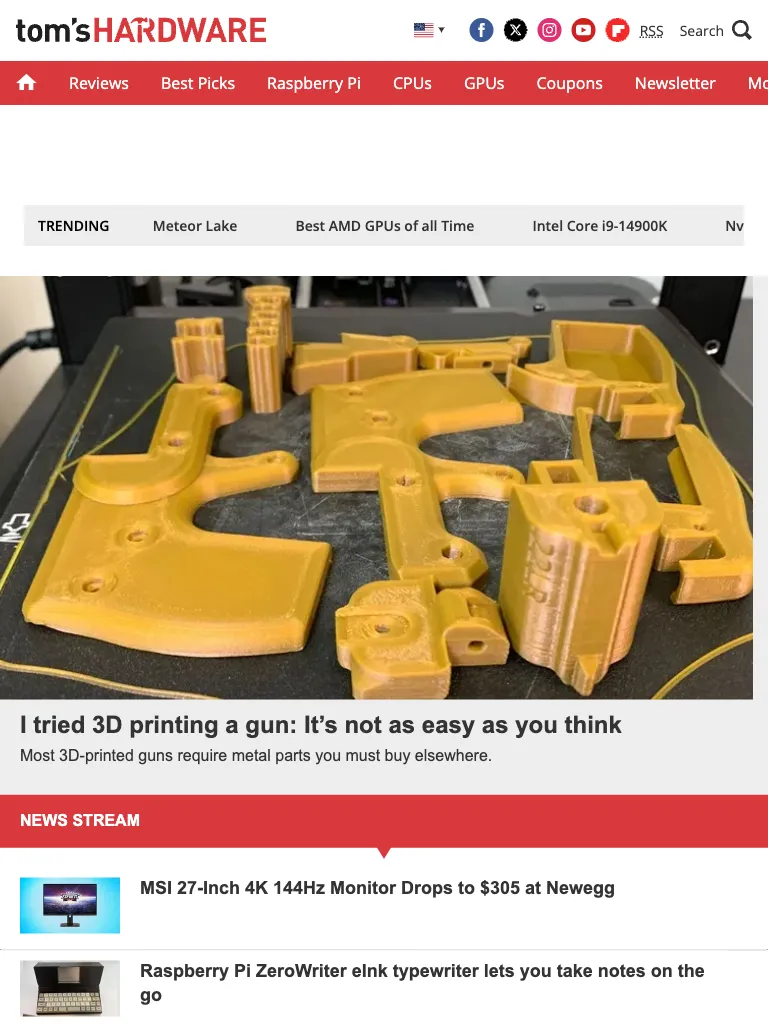 tom'sHARDWARE
RSS
Search
Reviews
Best Picks
Raspberry Pi
CPUs
GPUs
Coupons
Newsletter
Mo
TRENDING
Meteor Lake
Best AMD GPUs of all Time
Intel Core i9-14900K
Nv
22LR
I tried 3D printing a gun: It’s not as easy as you think
Most 3D-printed guns require metal parts you must buy elsewhere.
NEWS STREAM
MSI 27-Inch 4K 144Hz Monitor Drops to $305 at Newegg
Raspberry Pi ZeroWriter eInk typewriter lets you take notes on the
go